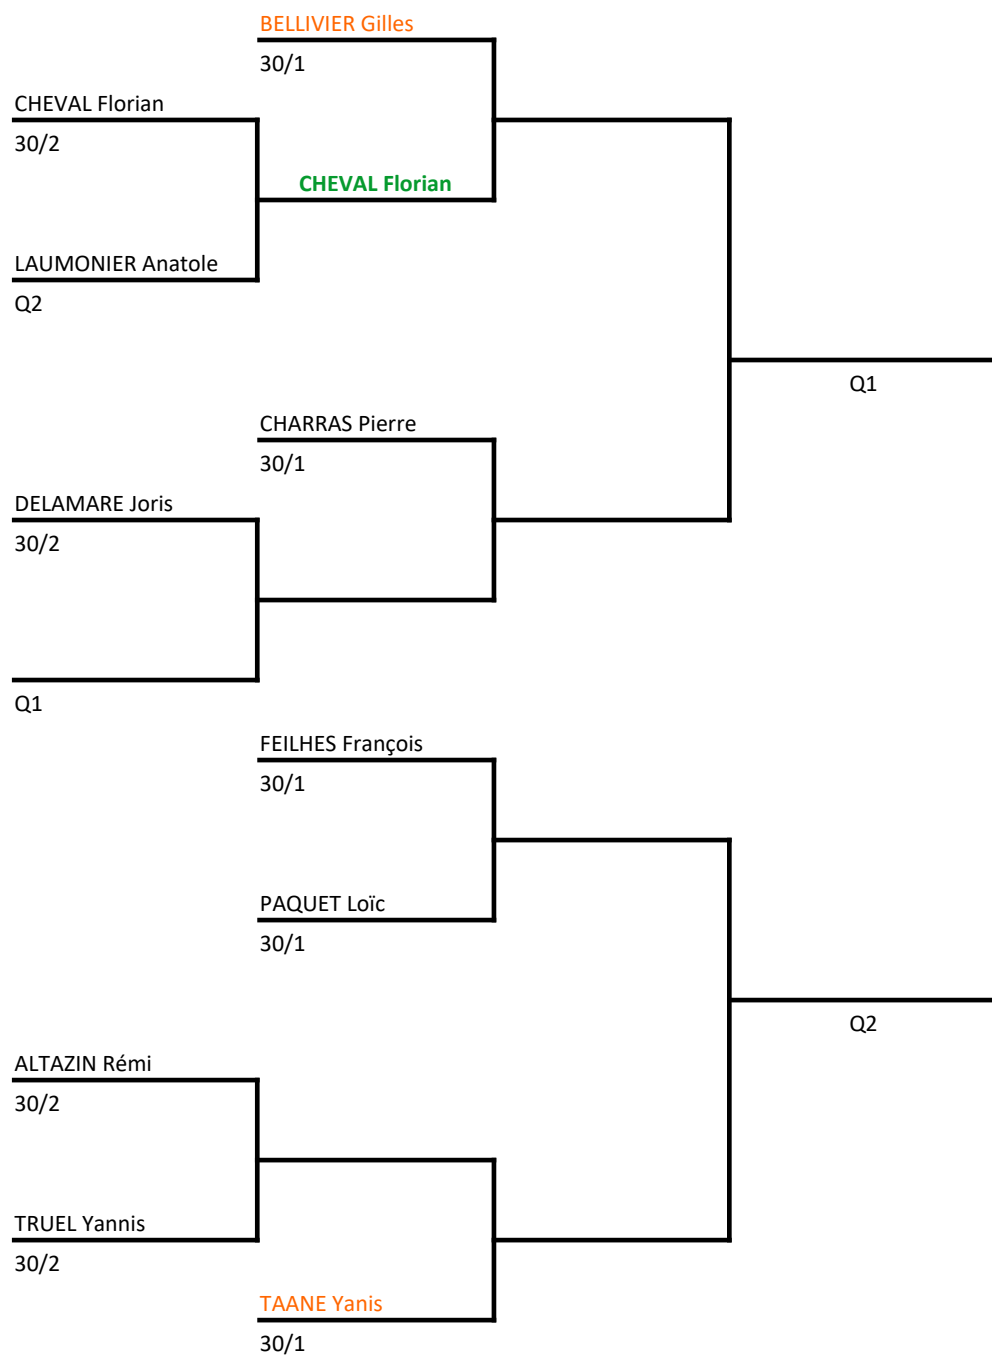 BELLIVIER Gilles
30/1
CHEVAL Florian
30/2
CHEVAL Florian
LAUMONIER Anatole
Q2
Q1
CHARRAS Pierre
30/1
DELAMARE Joris
30/2
Q1
FEILHES François
30/1
PAQUET Loïc
30/1
Q2
ALTAZIN Rémi
30/2
TRUEL Yannis
30/2
TAANE Yanis
30/1